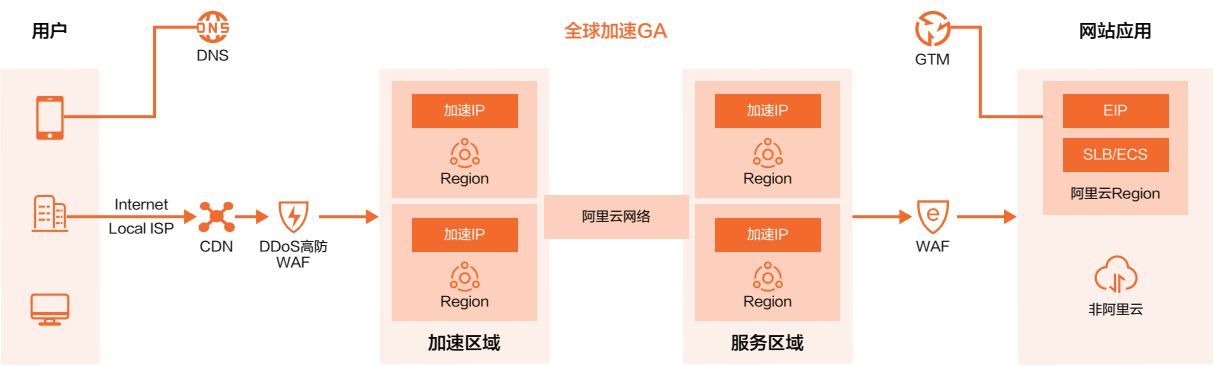 用户
DNS
DNS
全球加速GA
GTM
网站应用
Internet
Local ISP
CDN
DDoS高防
WAF
加速IP
Region
加速IP
Region
加速区域
阿里云网络
加速IP
Region
加速IP
Region
服务区域
e
WAF
EIP
SLB/ECS
阿里云Region
非阿里云